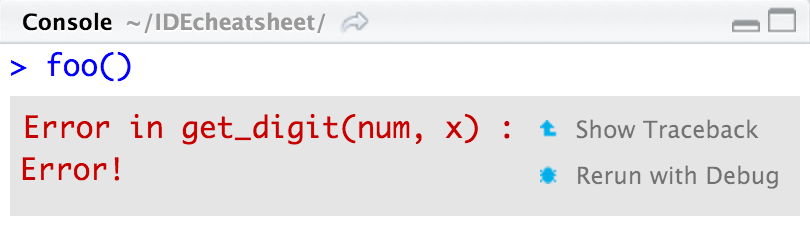 Console ~/IDEcheatsheet/
> foo()
Error in get_digit(num, x) : Show Traceback
Error!
Rerun with Debug